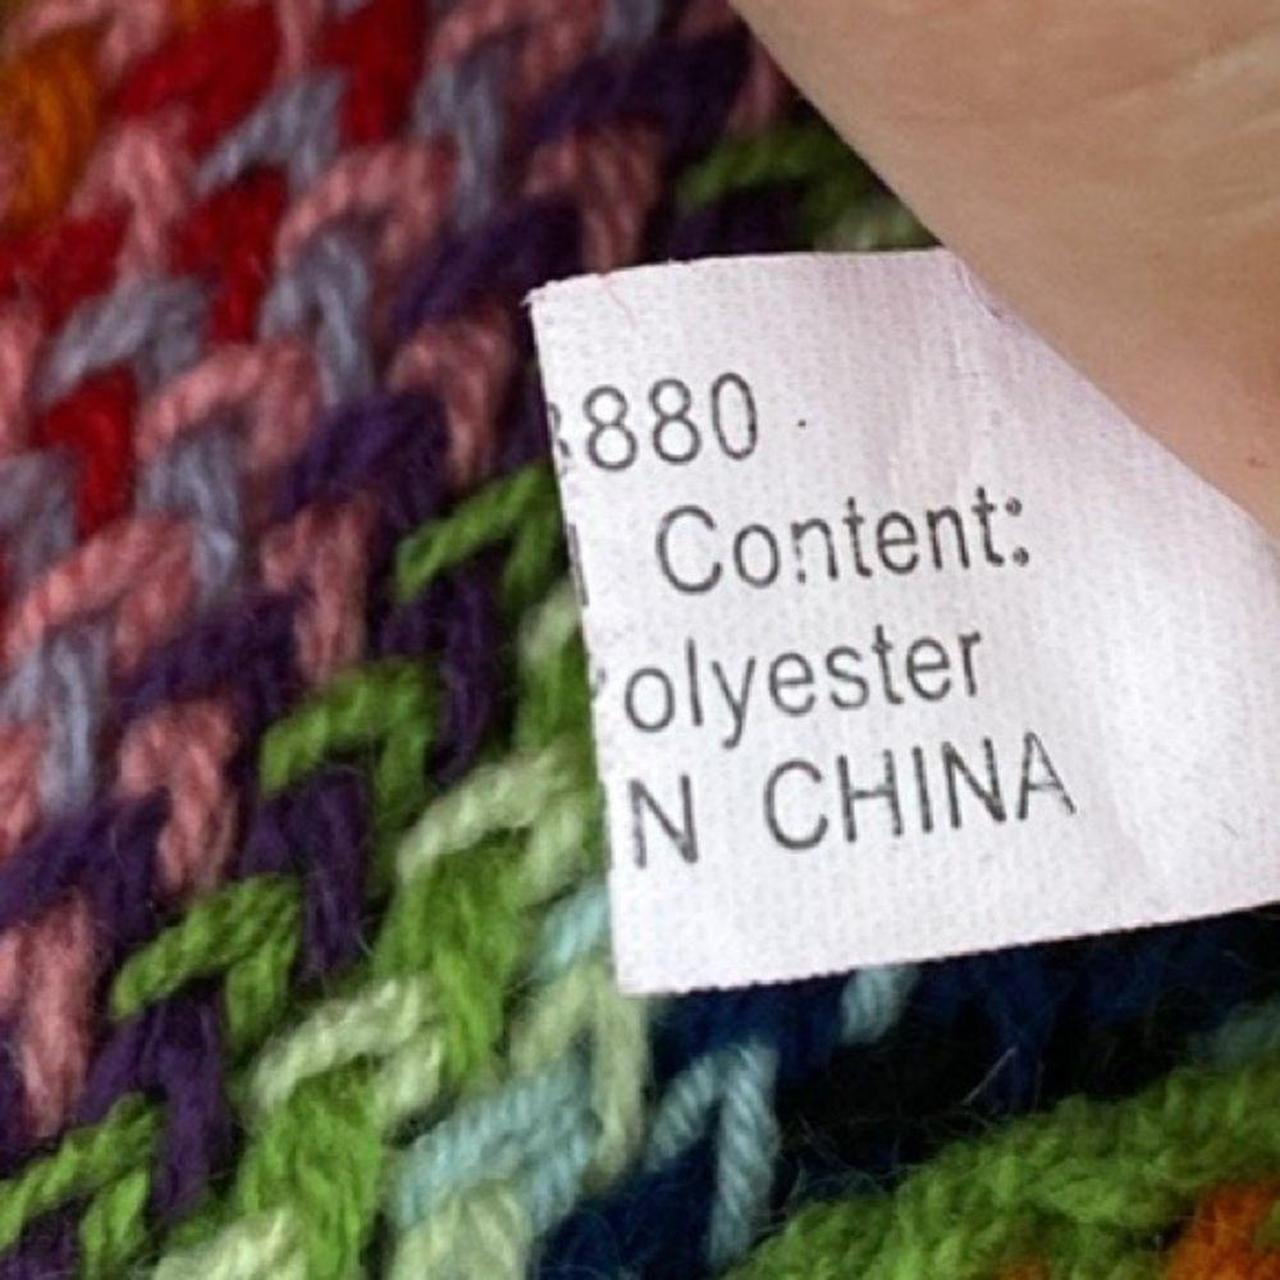 880
Content:
olyester
N CHINA